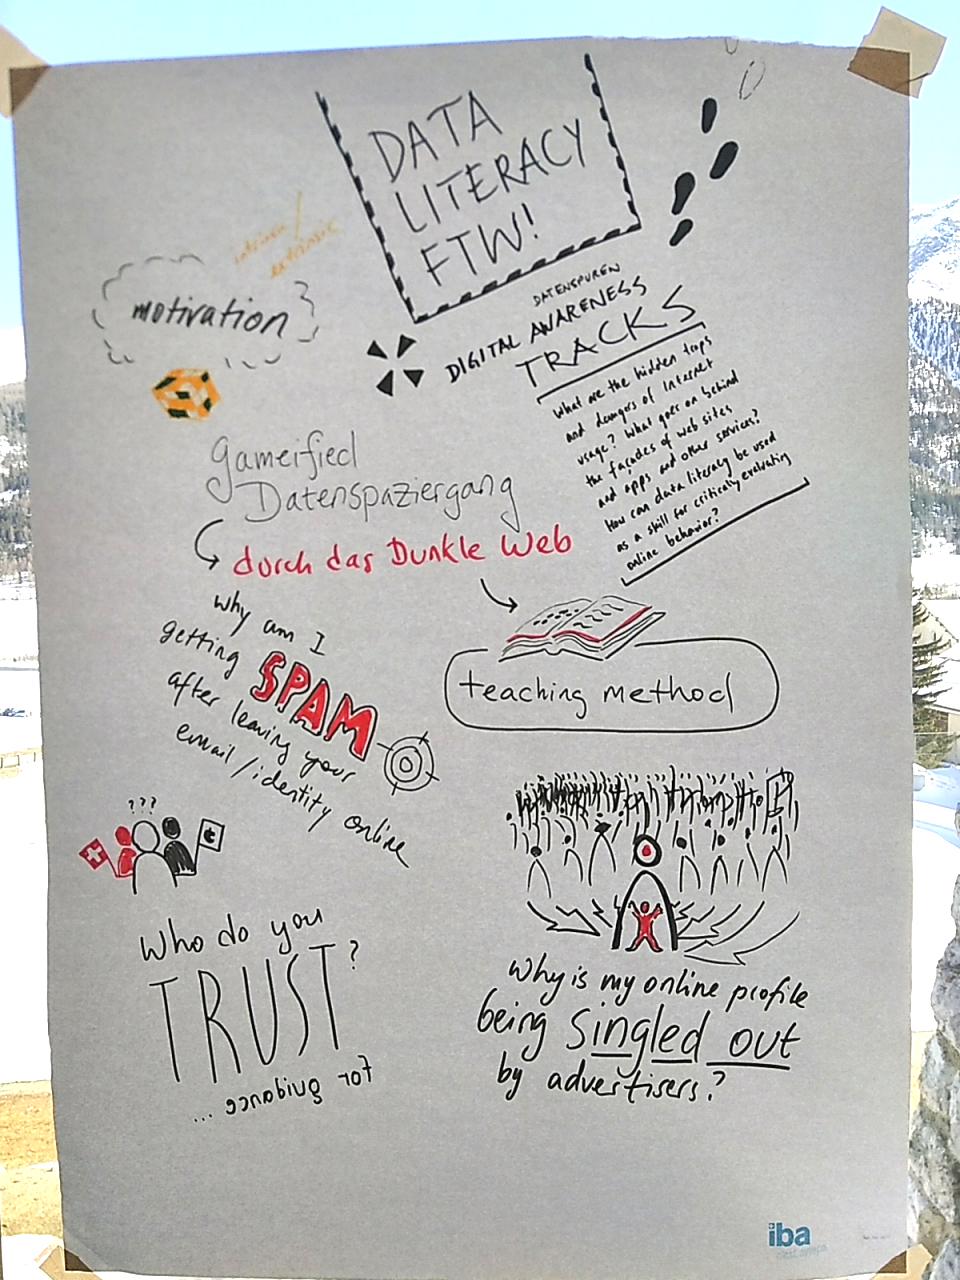 DATA
LITERACY
FTW!
intrinsic/
extrinsic
motivation
DATENSPUREN
DIGITAL AWARENESS
TRACKS
What are the hidden traps
and dangers of Internet
usage? What goes on behind
the façades of web sites
and apps and other services?
How can data literacy be used
as a skill for critically evaluating
online behavior?
Gameified
Datenspaziergang
durch das Dunkle Web
why am I
getting SPAM
after leaving your
email/identity online
teaching method
???
Who do you
TRUST?
for guidance ...
Why is my online profile
being singled out
by advertisers?
iba